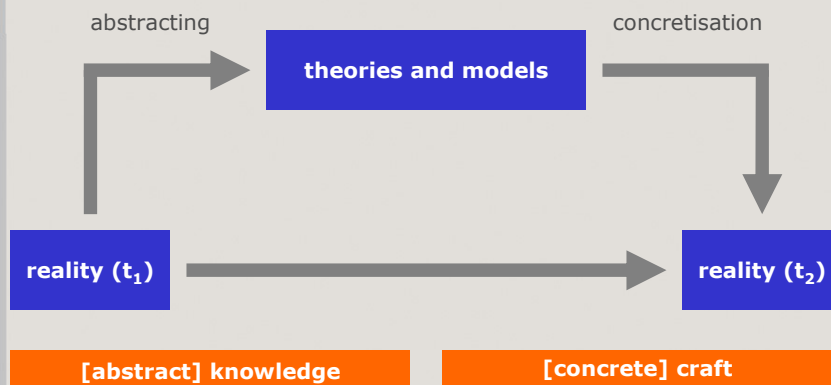 abstracting
concretisation
theories and models
reality (t₁)
reality (t₂)
[abstract] knowledge
[concrete] craft